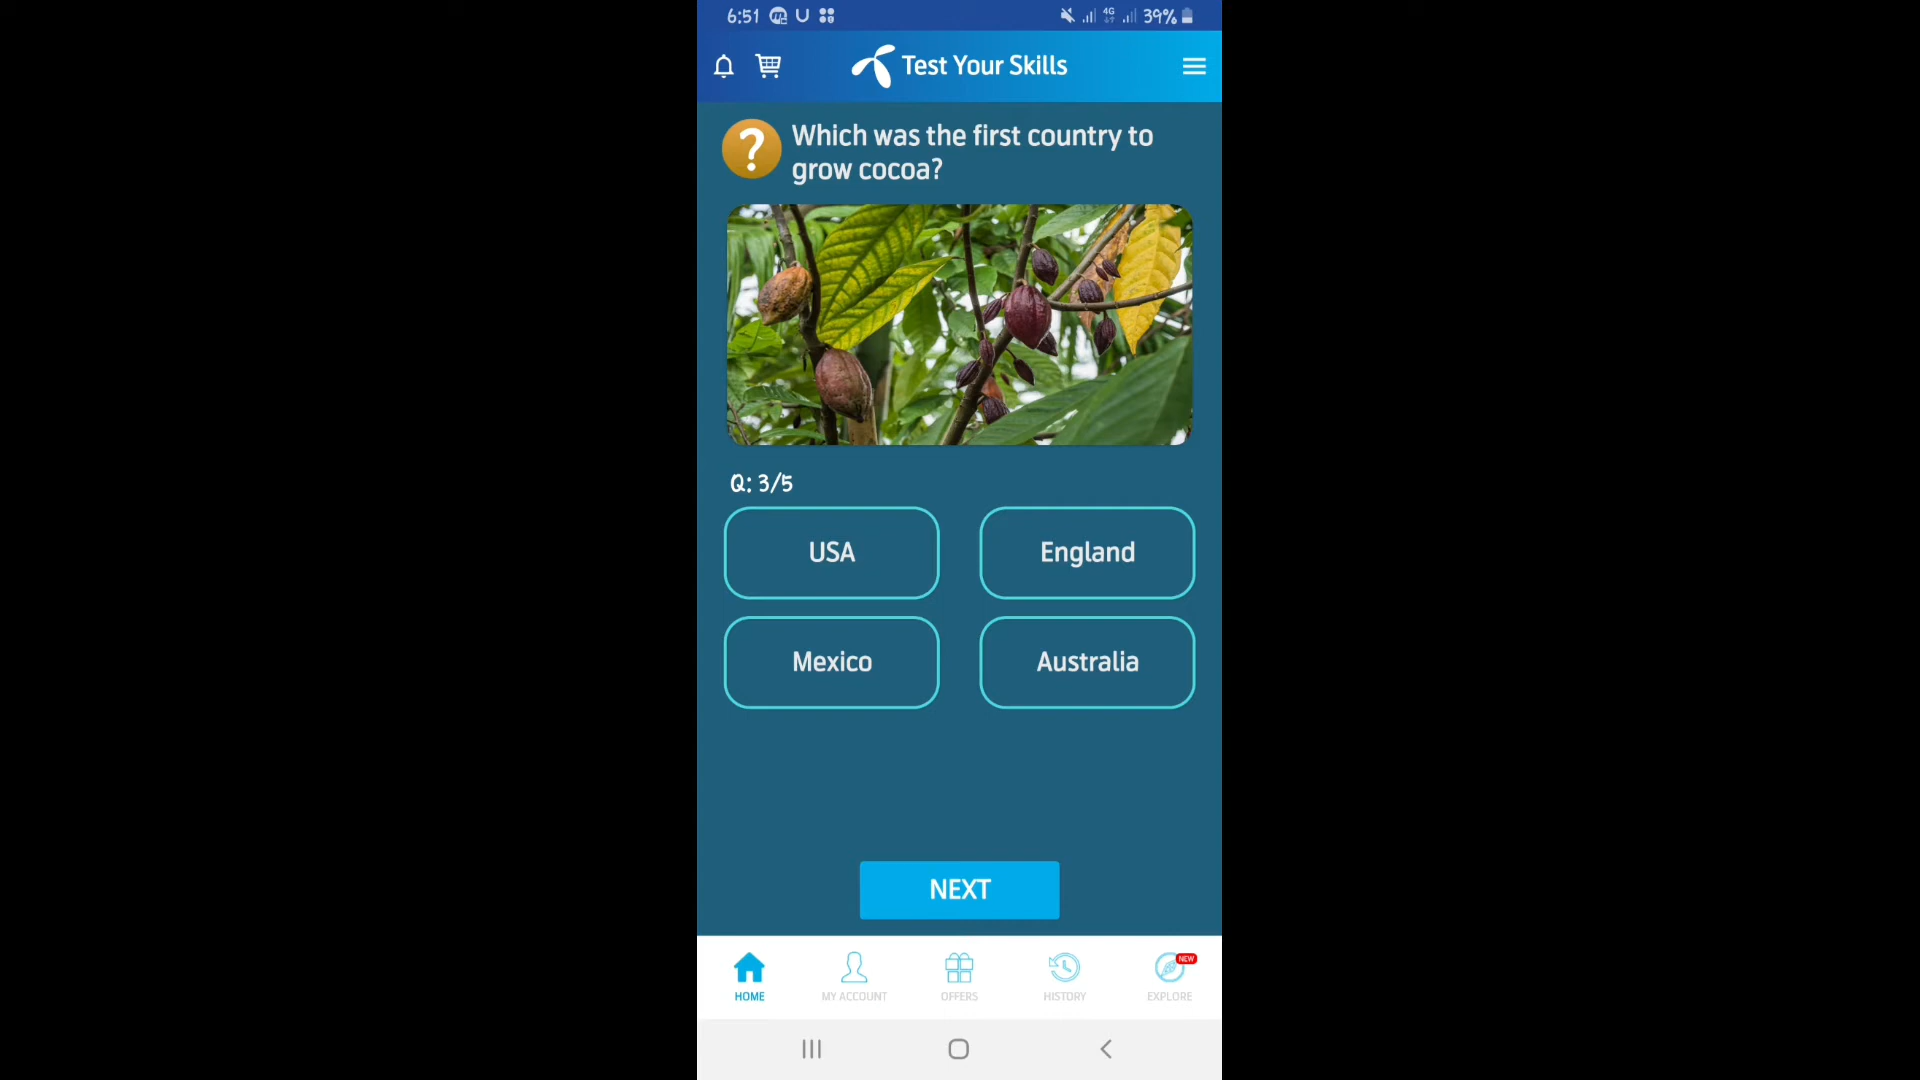 6:51
4G
39%
Test Your Skills
Which was the first country to
grow cocoa?
Q: 3/5
USA
England
Mexico
Australia
NEXT
NEW
HOME
MY ACCOUNT
OFFERS
HISTORY
EXPLORE